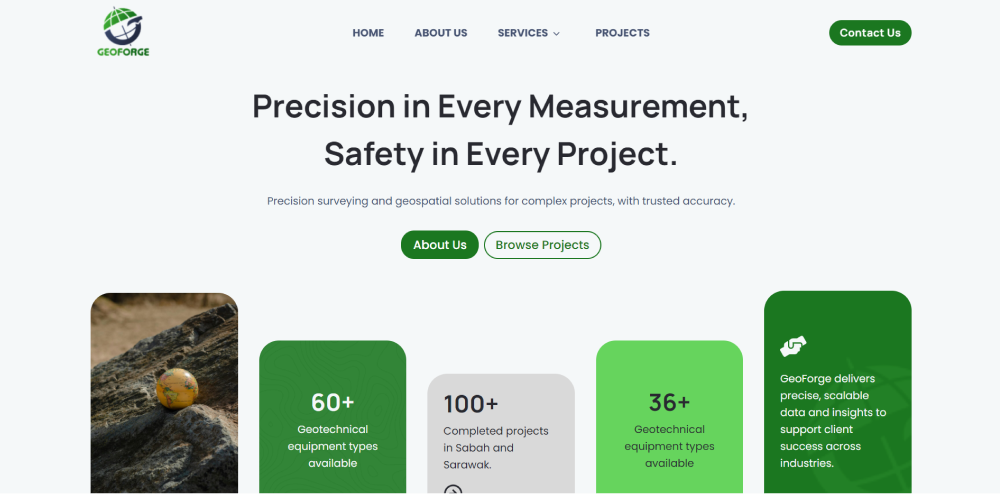 GEOFORGE
HOME
ABOUT US
SERVICES
PROJECTS
Contact Us
Precision in Every Measurement,
Safety in Every Project.
Precision surveying and geospatial solutions for complex projects, with trusted accuracy.
About Us
Browse Projects
60+
Geotechnical
equipment types
available
100+
Completed projects
in Sabah and
Sarawak.
36+
Geotechnical
equipment types
available
GeoForge delivers
precise, scalable
data and insights to
support client
success across
industries.